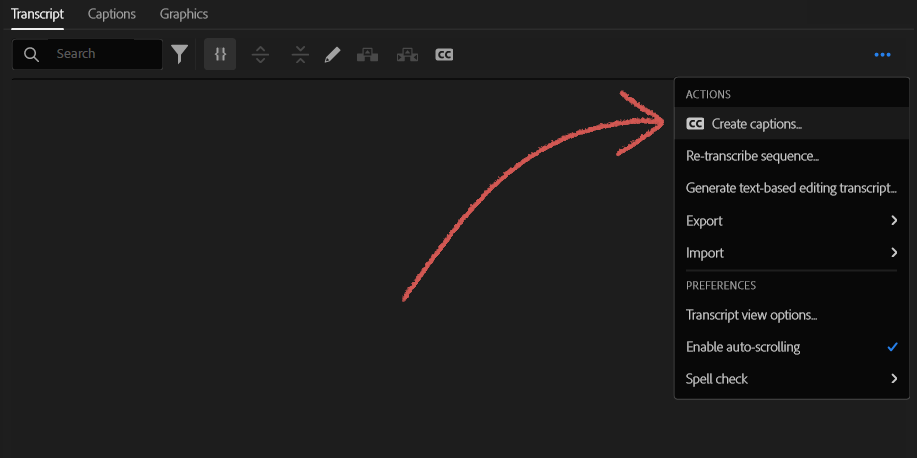 Transcript Captions Graphics
Search
CC
ACTIONS
CC Create captions...
Re-transcribe sequence...
Generate text-based editing transcript...
Export
Import
PREFERENCES
Transcript view options...
Enable auto-scrolling
Spell check